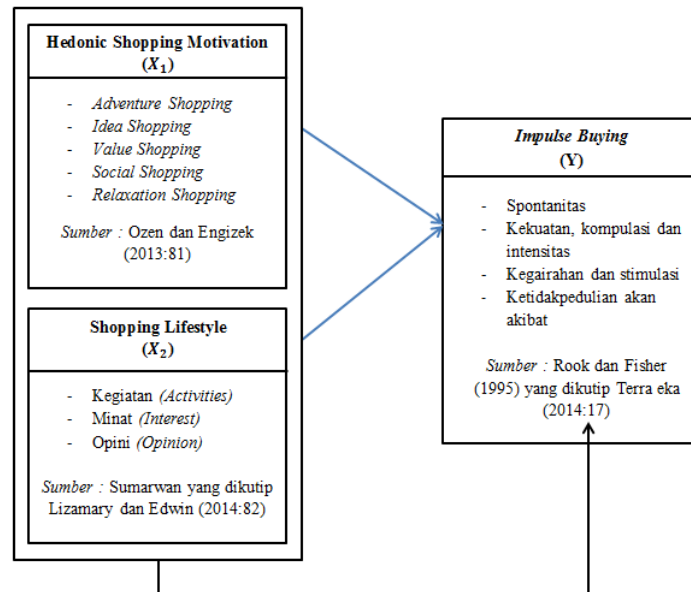 Hedonic Shopping Motivation
(X₁)
- Adventure Shopping
- Idea Shopping
- Value Shopping
- Social Shopping
- Relaxation Shopping
Sumber : Ozen dan Engizek
(2013:81)
Shopping Lifestyle
(X₂)
- Kegiatan (Activities)
- Minat (Interest)
- Opini (Opinion)
Sumber : Sumarwan yang dikutip
Lizamary dan Edwin (2014:82)
Impulse Buying
(Y)
- Spontanitas
- Kekuatan, kompulasi dan
intensitas
- Kegairahan dan stimulasi
- Ketidakpedulian akan
akibat
Sumber : Rook dan Fisher
(1995) yang dikutip Terra eka
(2014:17)